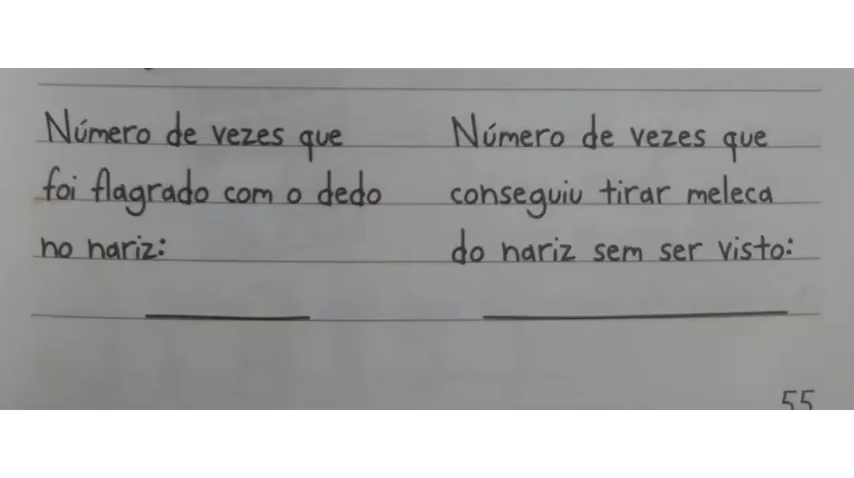 Número de vezes que
foi flagrado com o dedo
no nariz:
Número de vezes que
conseguiu tirar meleca
do nariz sem ser visto:
55